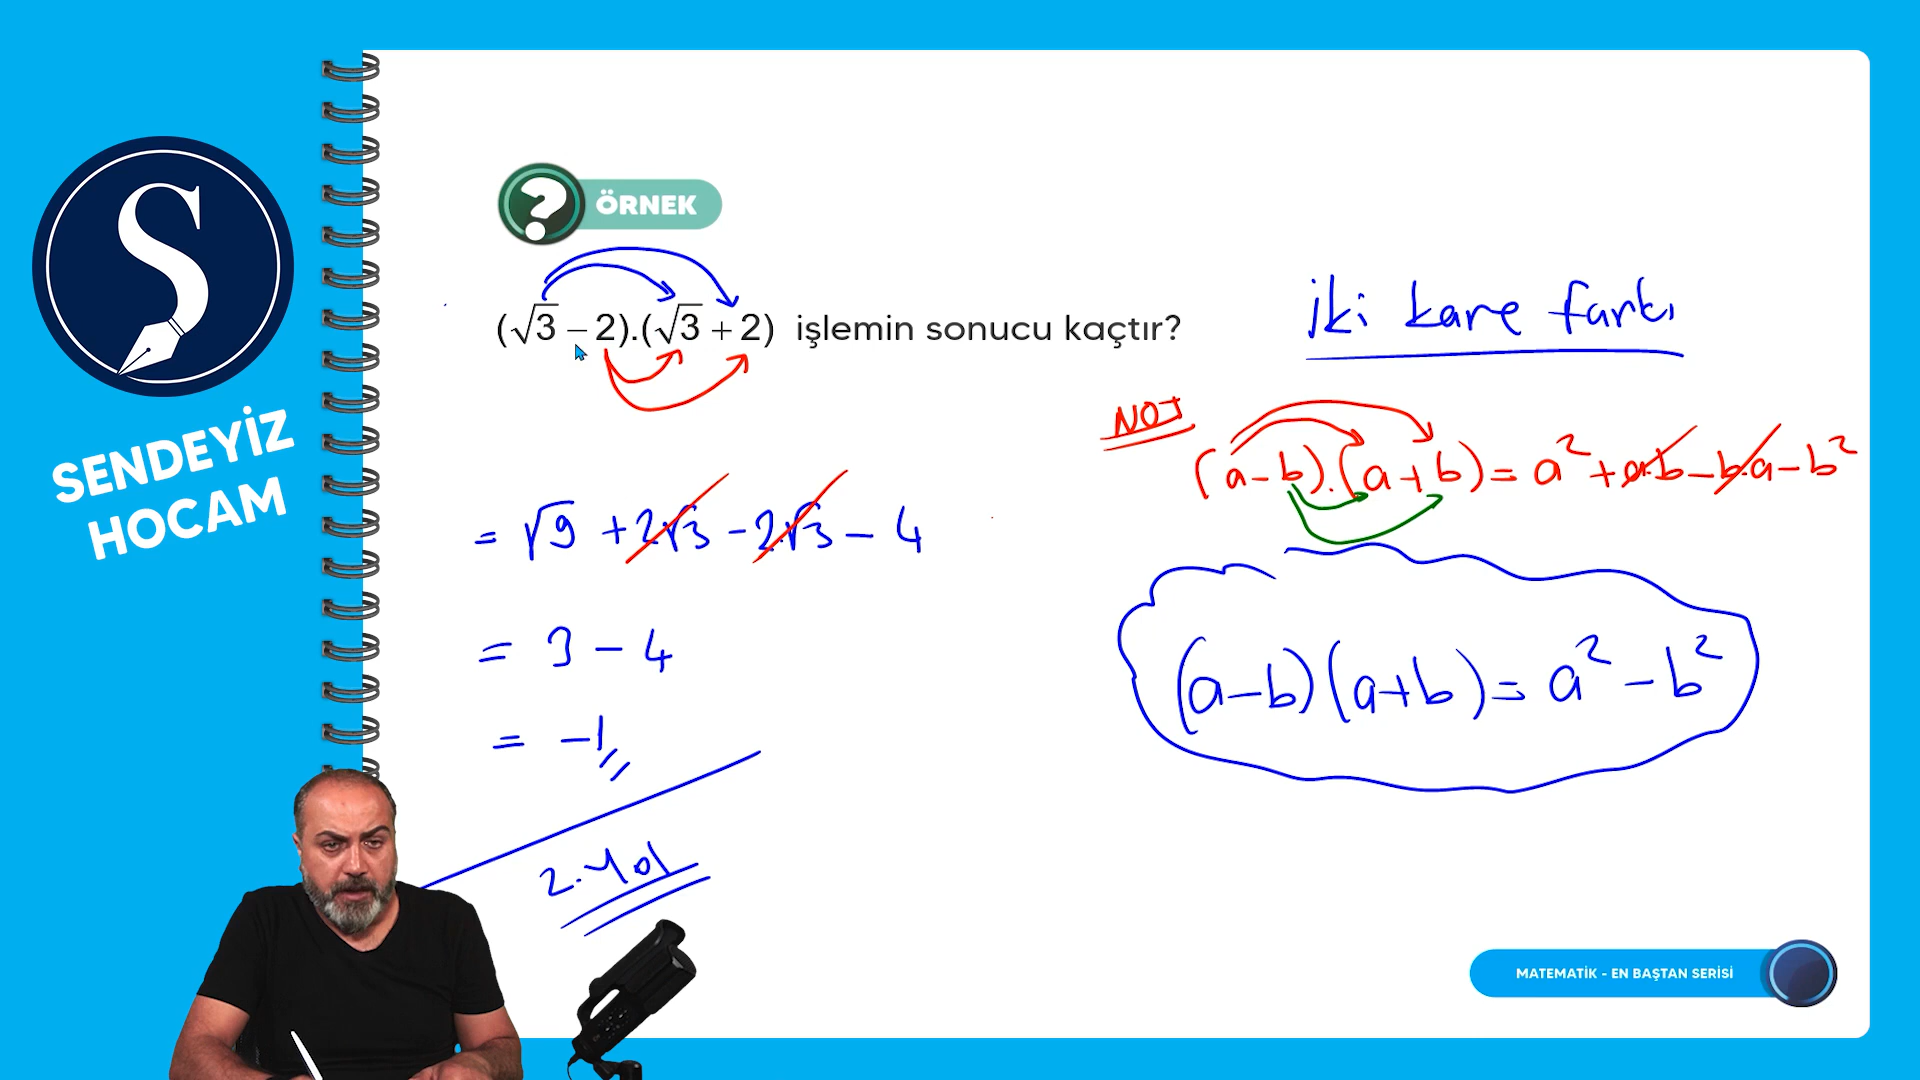 SENDEYİZ
HOCAM
ÖRNEK
(√3 − 2).(√3 + 2) işlemin sonucu kaçtır?
= √9 + 2√3 - 2√3 - 4
= 3 - 4
= -1
2. Yol
İki kare farkı
NOT
(a-b).(a+b) = a² + a.b - b.a - b²
(a-b)(a+b) = a² - b²
MATEMATİK - EN BAŞTAN SERİSİ